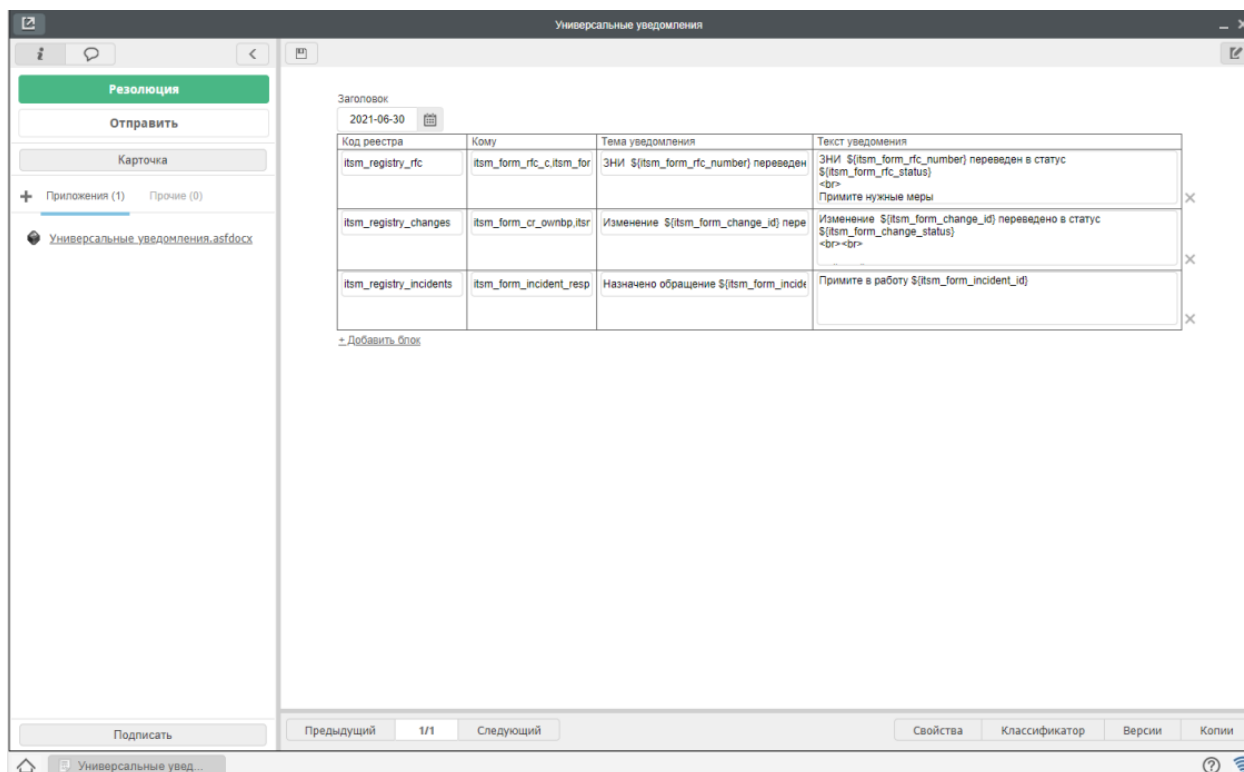 Универсальные уведомления
Резолюция
Отправить
Карточка
Приложения (1) Прочие (0)
Универсальные уведомления.asfdocx
Подписать
Заголовок
2021-06-30
Код реестра Кому Тема уведомления Текст уведомения
itsm_registry_rfc itsm_form_rfc_c,itsm_for ЗНИ ${itsm_form_rfc_number} переведен
ЗНИ ${itsm_form_rfc_number} переведен в статус
${itsm_form_rfc_status}
<br>
Примите нужные меры
itsm_registry_changes itsm_form_cr_ownbp,itsr Изменение ${itsm_form_change_id} пере
Изменение ${itsm_form_change_id} переведено в статус
${itsm_form_change_status}
<br><br>
itsm_registry_incidents itsm_form_incident_resp Назначено обращение ${itsm_form_incide
Примите в работу ${itsm_form_incident_id}
+ Добавить блок
Предыдущий 1/1 Следующий Свойства Классификатор Версии Копии
Универсальные увед...